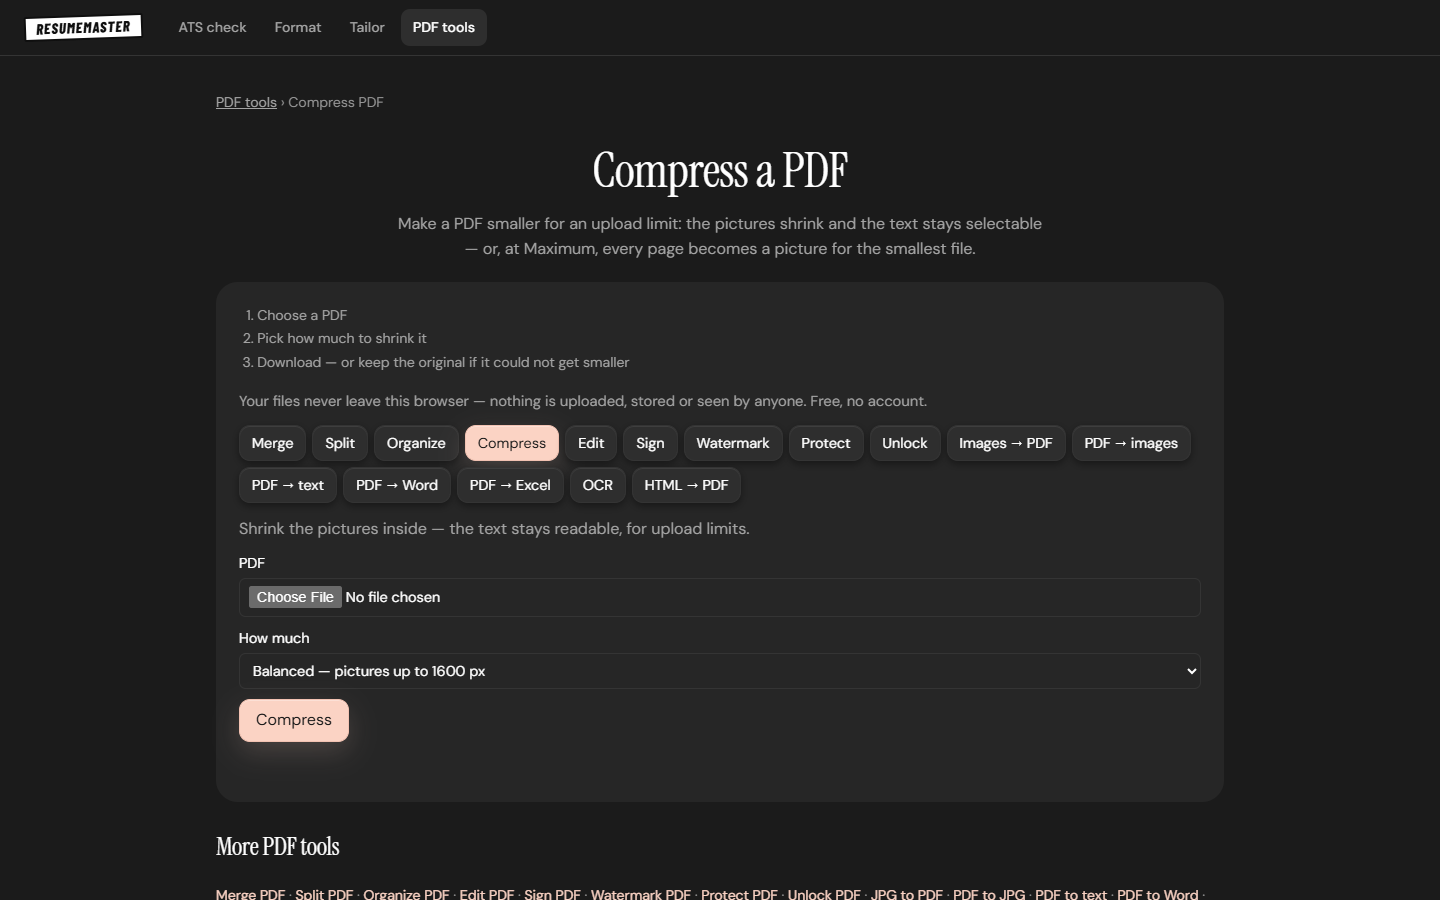 RESUMEMASTER
ATS check
Format
Tailor
PDF tools
PDF tools › Compress PDF
Compress a PDF
Make a PDF smaller for an upload limit: the pictures shrink and the text stays selectable
— or, at Maximum, every page becomes a picture for the smallest file.
1. Choose a PDF
2. Pick how much to shrink it
3. Download — or keep the original if it could not get smaller
Your files never leave this browser — nothing is uploaded, stored or seen by anyone. Free, no account.
Merge
Split
Organize
Compress
Edit
Sign
Watermark
Protect
Unlock
Images → PDF
PDF → images
PDF → text
PDF → Word
PDF → Excel
OCR
HTML → PDF
Shrink the pictures inside — the text stays readable, for upload limits.
PDF
Choose File No file chosen
How much
Balanced — pictures up to 1600 px
Compress
More PDF tools
Merge PDF · Split PDF · Organize PDF · Edit PDF · Sign PDF · Watermark PDF · Protect PDF · Unlock PDF · JPG to PDF · PDF to JPG · PDF to text · PDF to Word ·